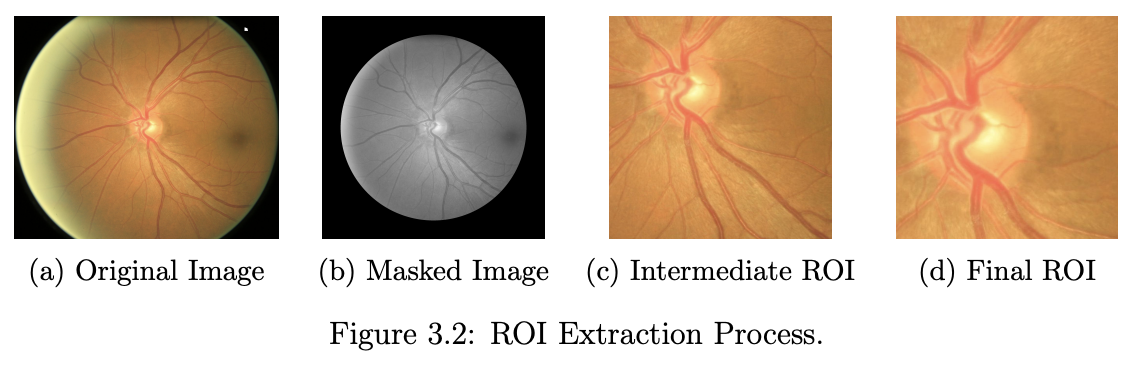 (a) Original Image
(b) Masked Image
(c) Intermediate ROI
(d) Final ROI
Figure 3.2: ROI Extraction Process.